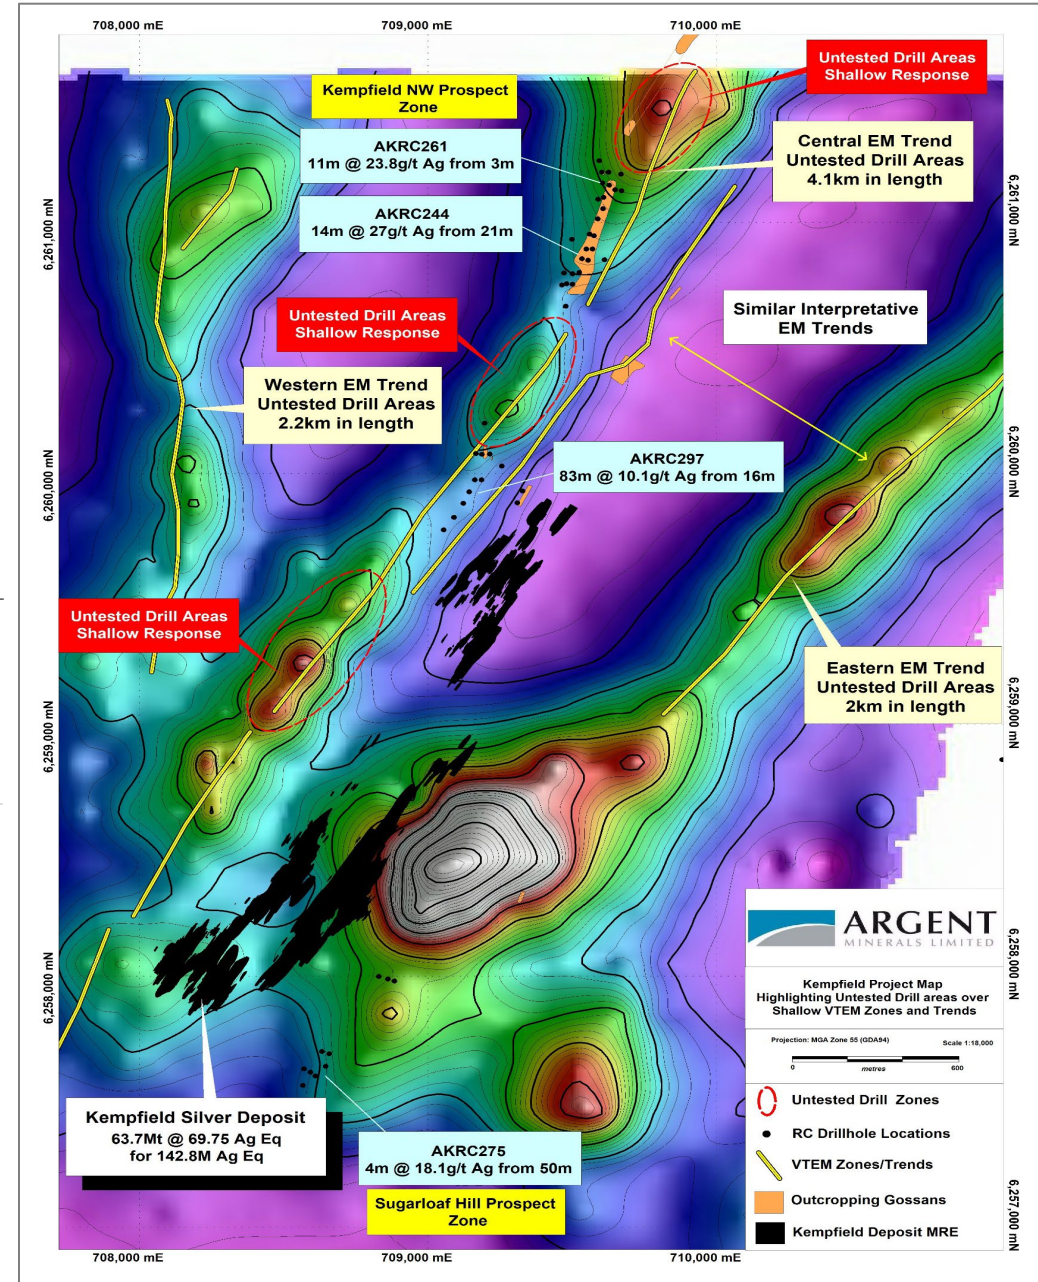 708,000 mE
709,000 mE
710,000 mE
Untested Drill Areas
Shallow Response
Kempfield NW Prospect
Zone
AKRC261
11m @ 23.8g/t Ag from 3m
Central EM Trend
Untested Drill Areas
4.1km in length
AKRC244
14m @ 27g/t Ag from 21m
6,261,000 mN
6,261,000 mN
Untested Drill Areas
Shallow Response
Similar Interpretative
EM Trends
Western EM Trend
Untested Drill Areas
2.2km in length
AKRC297
83m @ 10.1g/t Ag from 16m
6,260,000 mN
6,260,000 mN
Untested Drill Areas
Shallow Response
Eastern EM Trend
Untested Drill Areas
2km in length
6,259,000 mN
6,259,000 mN
ARGENT
MINERALS LIMITED
6,258,000 mN
6,258,000 mN
Kempfield Project Map
Highlighting Untested Drill areas over
Shallow VTEM Zones and Trends
Projection: MGA Zone 55 (GDA94)
Scale 1:18,000
0
metres
600
Untested Drill Zones
RC Drillhole Locations
VTEM Zones/Trends
Outcropping Gossans
Kempfield Deposit MRE
Kempfield Silver Deposit
63.7Mt @ 69.75 Ag Eq
for 142.8M Ag Eq
AKRC275
4m @ 18.1g/t Ag from 50m
Sugarloaf Hill Prospect
Zone
6,257,000 mN
708,000 mE
709,000 mE
710,000 mE